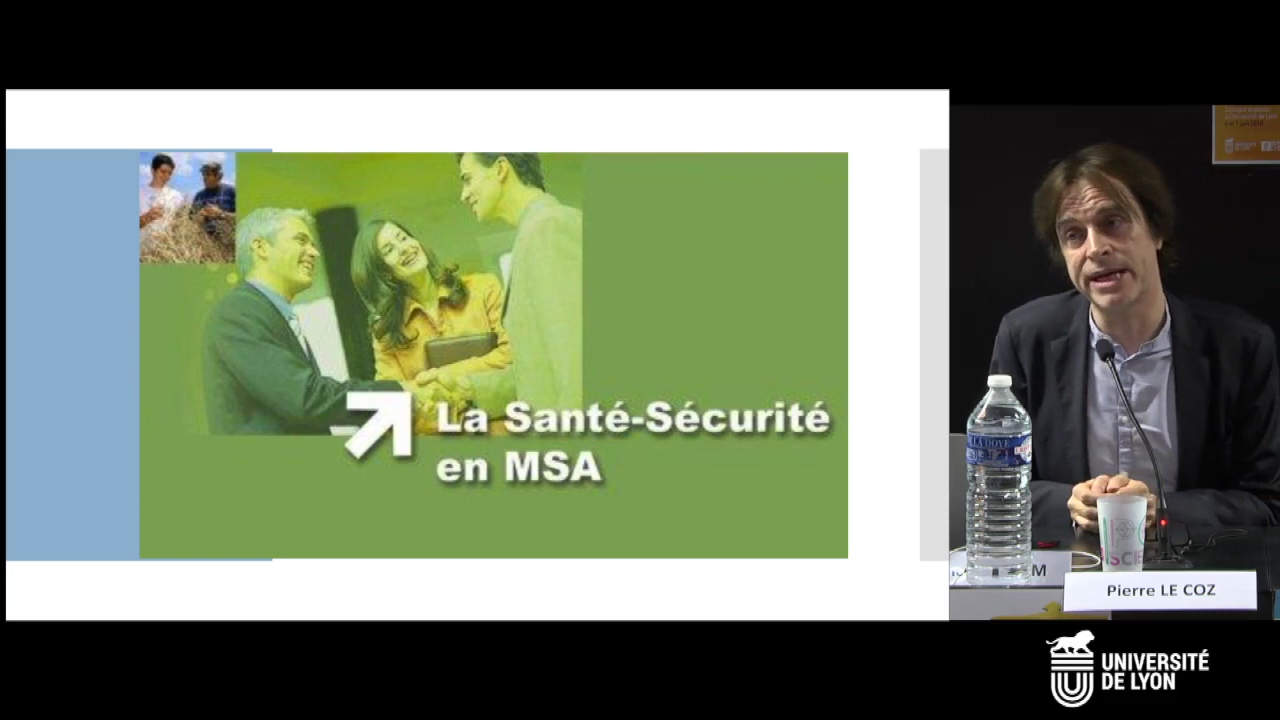 La Santé-Sécurité
en MSA
Pierre LE COZ
UNIVERSITÉ
DE LYON